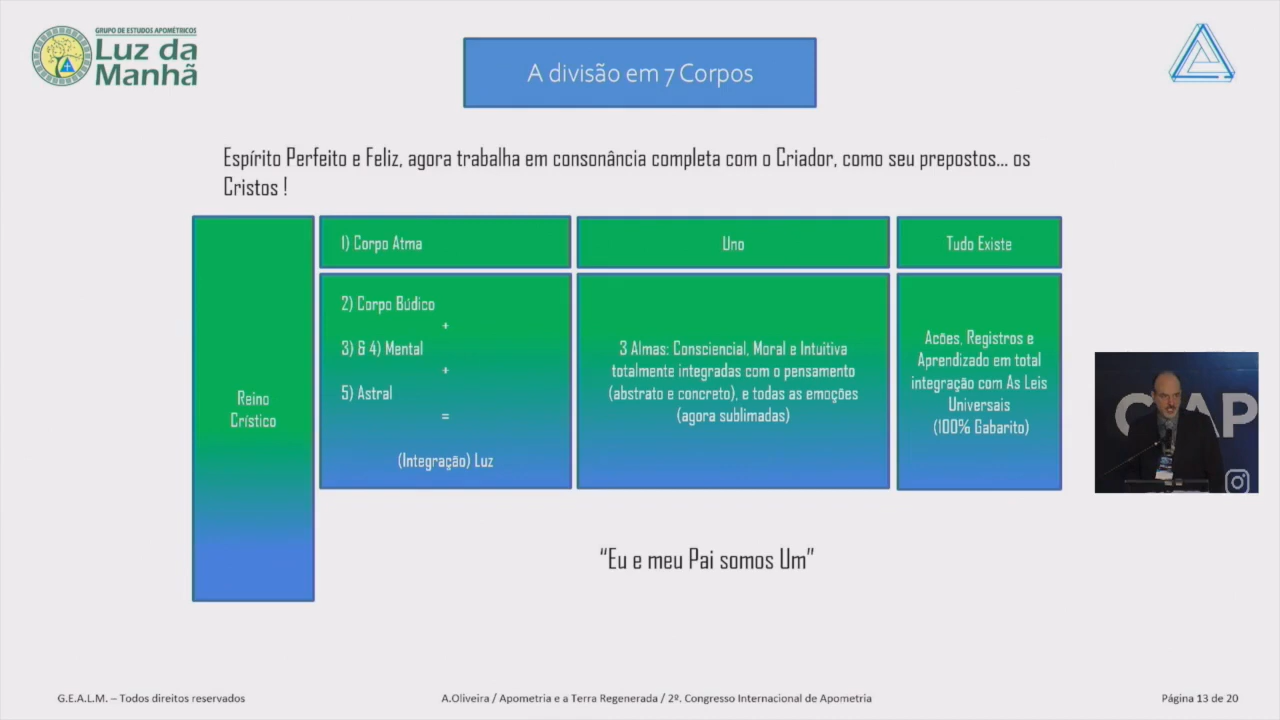 GRUPO DE ESTUDOS APOMÉTRICOS
Luz da
Manhã
A divisão em 7 Corpos
Espírito Perfeito e Feliz, agora trabalha em consonância completa com o Criador, como seu prepostos... os
Cristos !
Reino
Crístico
1) Corpo Atma
Uno
Tudo Existe
2) Corpo Búdico
+
3) & 4) Mental
+
5) Astral
=
(Integração) Luz
3 Almas: Consciencial, Moral e Intuitiva
totalmente integradas com o pensamento
(abstrato e concreto), e todas as emoções
(agora sublimadas)
Acões, Registros e
Aprendizado em total
integração com As Leis
Universais
(100% Gabarito)
"Eu e meu Pai somos Um"
G.E.A.L.M. – Todos direitos reservados
A.Oliveira / Apometria e a Terra Regenerada / 2º. Congresso Internacional de Apometria
Página 13 de 20